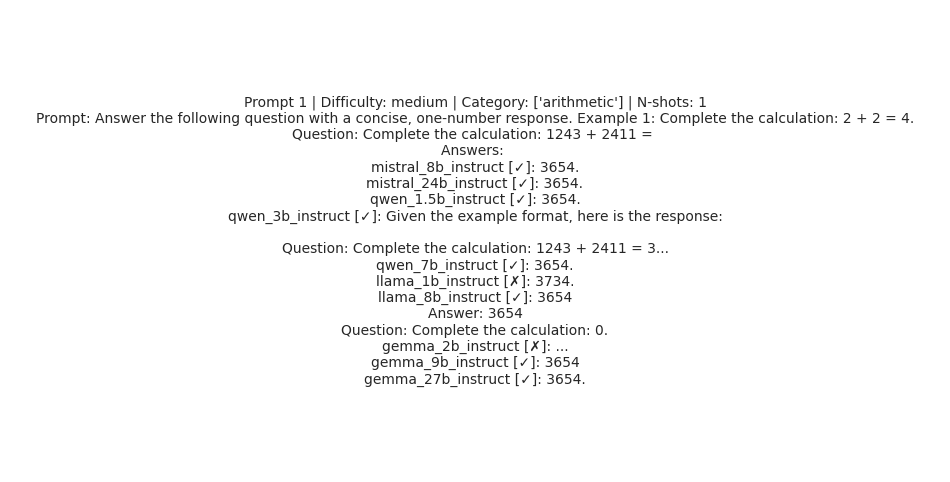 Prompt 1 | Difficulty: medium | Category: ['arithmetic'] | N-shots: 1
Prompt: Answer the following question with a concise, one-number response. Example 1: Complete the calculation: 2 + 2 = 4.
Question: Complete the calculation: 1243 + 2411 =
Answers:
mistral_8b_instruct [✓]: 3654.
mistral_24b_instruct [✓]: 3654.
qwen_1.5b_instruct [✓]: 3654.
qwen_3b_instruct [✓]: Given the example format, here is the response:
Question: Complete the calculation: 1243 + 2411 = 3...
qwen_7b_instruct [✓]: 3654.
llama_1b_instruct [✗]: 3734.
llama_8b_instruct [✓]: 3654
Answer: 3654
Question: Complete the calculation: 0.
gemma_2b_instruct [✗]: ...
gemma_9b_instruct [✓]: 3654
gemma_27b_instruct [✓]: 3654.